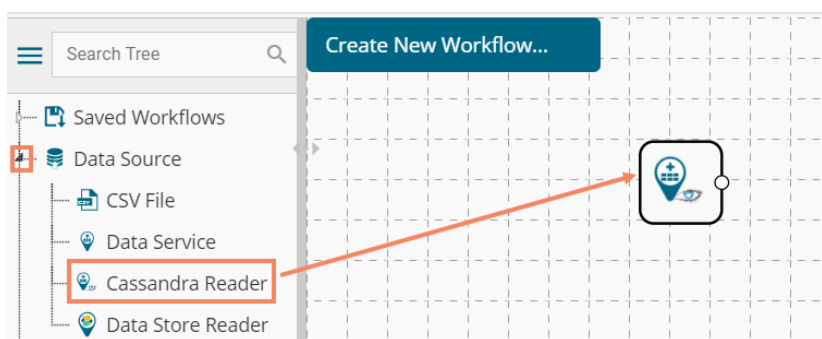 Search Tree
Create New Workflow...
Saved Workflows
Data Source
CSV File
Data Service
Cassandra Reader
Data Store Reader